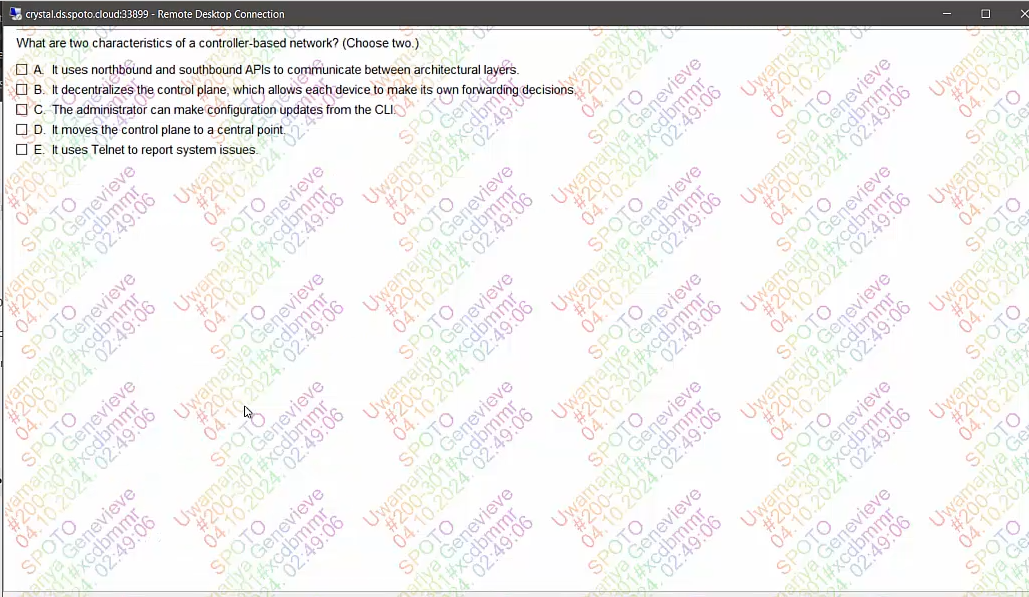 crystal.ds.spoto.cloud:33899 - Remote Desktop Connection
What are two characteristics of a controller-based network? (Choose two.)
A. It uses northbound and southbound APIs to communicate between architectural layers.
B. It decentralizes the control plane, which allows each device to make its own forwarding decisions.
C. The administrator can make configuration updates from the CLI.
D. It moves the control plane to a central point.
E. It uses Telnet to report system issues.
SPOTO
Uwamaniya Genevieve
#200-301#xcdbmmr
04.10.2024. 02:49:06